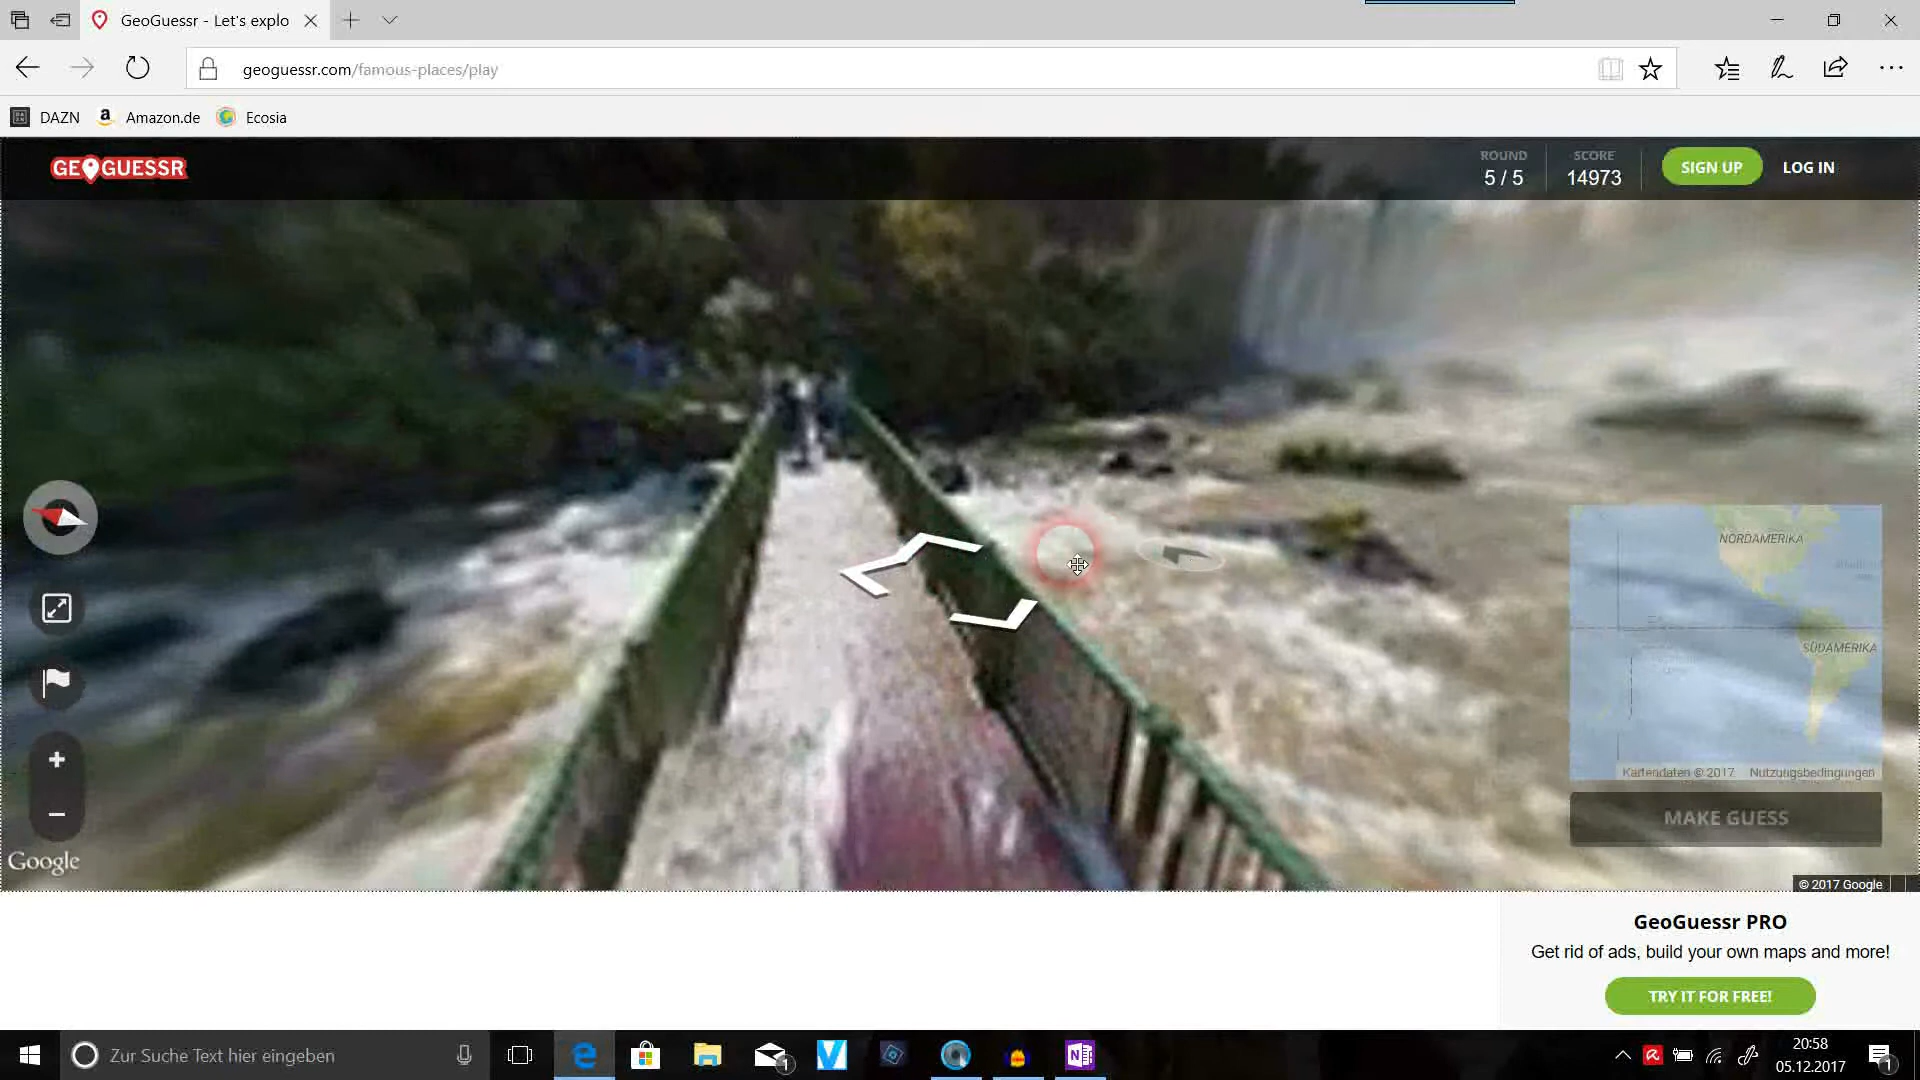 GeoGuessr - Let's explo
geoguessr.com/famous-places/play
DAZN
Amazon.de
Ecosia
GEOGUESSR
ROUND
5 / 5
SCORE
14973
SIGN UP
LOG IN
NORDAMERIKA
SÜDAMERIKA
Kartendaten © 2017 Nutzungsbedingungen
MAKE GUESS
Google
© 2017 Google
GeoGuessr PRO
Get rid of ads, build your own maps and more!
TRY IT FOR FREE!
Zur Suche Text hier eingeben
1
20:58
05.12.2017
1